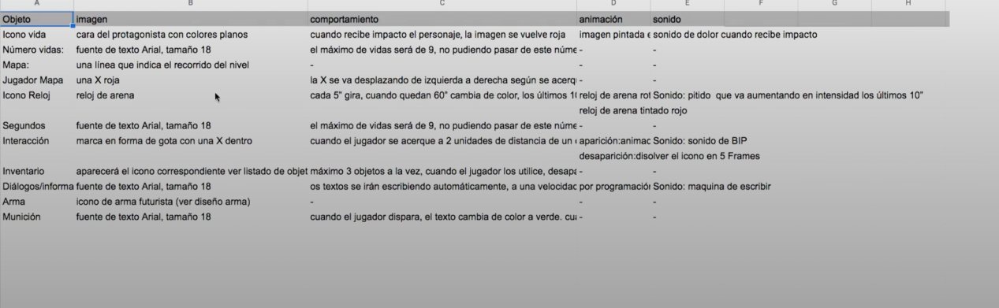 A B C D E F G H
Objeto imagen comportamiento animación sonido
Icono vida cara del protagonista con colores planos cuando recibe impacto el personaje, la imagen se vuelve roja imagen pintada e sonido de dolor cuando recibe impacto
Número vidas: fuente de texto Arial, tamaño 18 el máximo de vidas será de 9, no pudiendo pasar de este núme - -
Mapa: una línea que indica el recorrido del nivel - - -
Jugador Mapa una X roja la X se va desplazando de izquierda a derecha según se acerq - -
Icono Reloj reloj de arena cada 5" gira, cuando quedan 60" cambia de color, los últimos 10 reloj de arena rot Sonido: pitido que va aumentando en intensidad los últimos 10"
reloj de arena tintado rojo
Segundos fuente de texto Arial, tamaño 18 el máximo de vidas será de 9, no pudiendo pasar de este núme - -
Interacción marca en forma de gota con una X dentro cuando el jugador se acerque a 2 unidades de distancia de un aparición:animac Sonido: sonido de BIP
desaparición:disolver el icono en 5 Frames
Inventario aparecerá el icono correspondiente ver listado de objet máximo 3 objetos a la vez, cuando el jugador los utilice, desapa - -
Diálogos/informa fuente de texto Arial, tamaño 18 os textos se irán escribiendo automáticamente, a una velocidad por programación Sonido: maquina de escribir
Arma icono de arma futurista (ver diseño arma) - - -
Munición fuente de texto Arial, tamaño 18 cuando el jugador dispara, el texto cambia de color a verde. cua - -